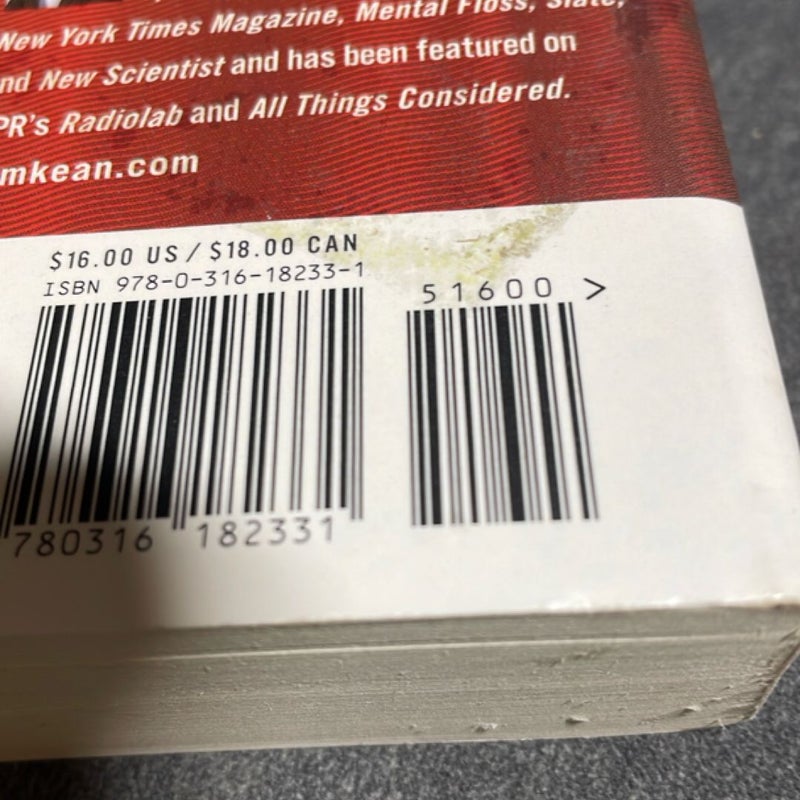 New York Times Magazine, Mental Floss, Slate,
nd New Scientist and has been featured on
PR's Radiolab and All Things Considered.
mkean.com
$16.00 US / $18.00 CAN
ISBN 978-0-316-18233-1
51600 >
780316 182331